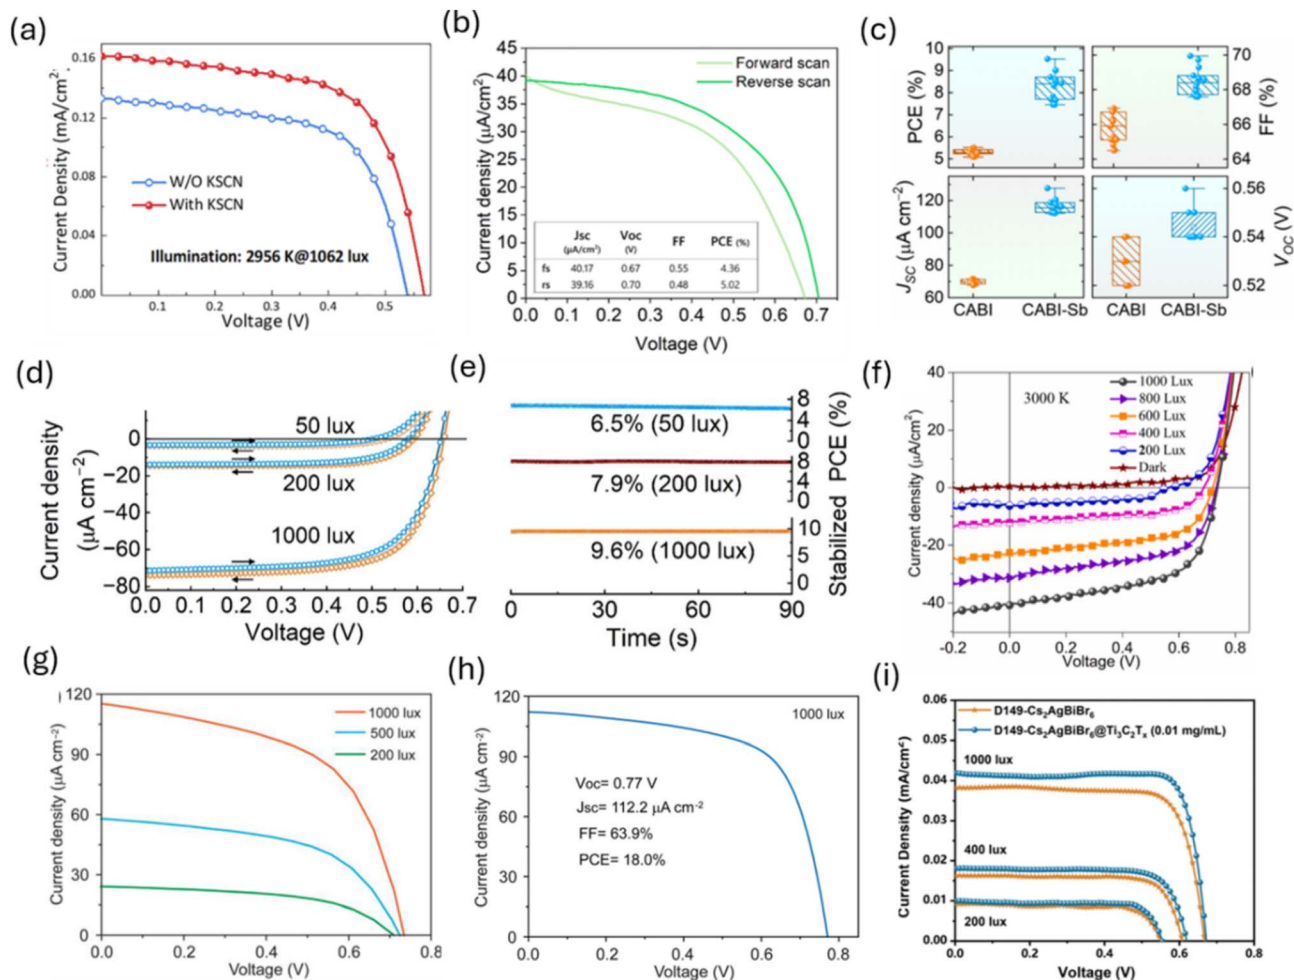 (a)
0.16
0.12
0.08
0.04
0.00
Current Density (mA/cm²
W/O KSCN
With KSCN
Illumination: 2956 K@1062 lux
0.0 0.1 0.2 0.3 0.4 0.5
Voltage (V)
(b)
45
40
35
30
25
20
15
10
5
0
Current density (μA/cm²)
Forward scan
Reverse scan
Jsc Voc FF PCE (%)
(μA/cm²) (V)
fs 40.17 0.67 0.55 4.36
rs 39.16 0.70 0.48 5.02
0.0 0.1 0.2 0.3 0.4 0.5 0.6 0.7
Voltage (V)
(c)
10
9
8
7
6
5
PCE (%)
70
68
66
64
FF (%)
120
100
80
60
JSC (μA cm⁻²)
0.56
0.54
0.52
VOC (V)
CABI CABI-Sb CABI CABI-Sb
(d)
0
−20
−40
−60
−80
Current density
(μA cm⁻²)
50 lux
200 lux
1000 lux
0.0 0.1 0.2 0.3 0.4 0.5 0.6 0.7
Voltage (V)
(e)
6.5% (50 lux)
7.9% (200 lux)
9.6% (1000 lux)
8
4
0
8
4
0
10
5
0
Stabilized PCE (%)
0 30 60 90
Time (s)
(f)
40
20
0
-20
-40
Current density (μA/cm²)
3000 K
1000 Lux
800 Lux
600 Lux
400 Lux
200 Lux
Dark
-0.2 0.0 0.2 0.4 0.6 0.8
Voltage (V)
(g)
120
90
60
30
0
Current density (μA cm⁻²)
1000 lux
500 lux
200 lux
0.0 0.2 0.4 0.6 0.8
Voltage (V)
(h)
120
90
60
30
0
Current density (μA cm⁻²)
1000 lux
Voc= 0.77 V
Jsc= 112.2 μA cm⁻²
FF= 63.9%
PCE= 18.0%
0.0 0.2 0.4 0.6 0.8
Voltage (V)
(i)
0.06
0.05
0.04
0.03
0.02
0.01
0.00
Current Density (mA/cm²)
D149-Cs₂AgBiBr₆
D149-Cs₂AgBiBr₆@Ti₃C₂Tₓ (0.01 mg/mL)
1000 lux
400 lux
200 lux
0.0 0.2 0.4 0.6 0.8
Voltage (V)